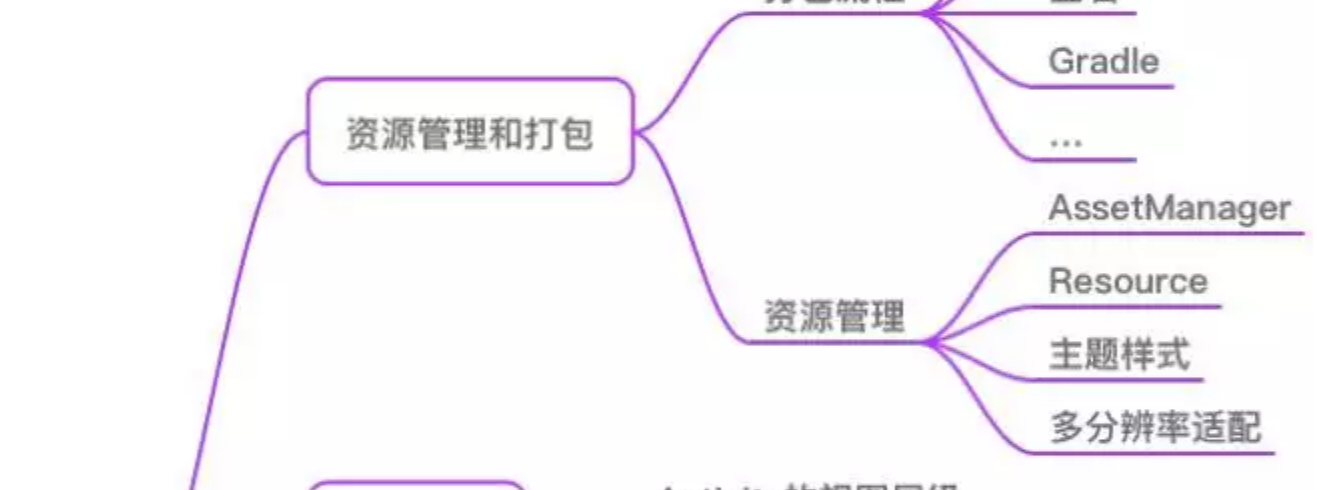 资源管理和打包
Gradle
...
资源管理
AssetManager
Resource
主题样式
多分辨率适配